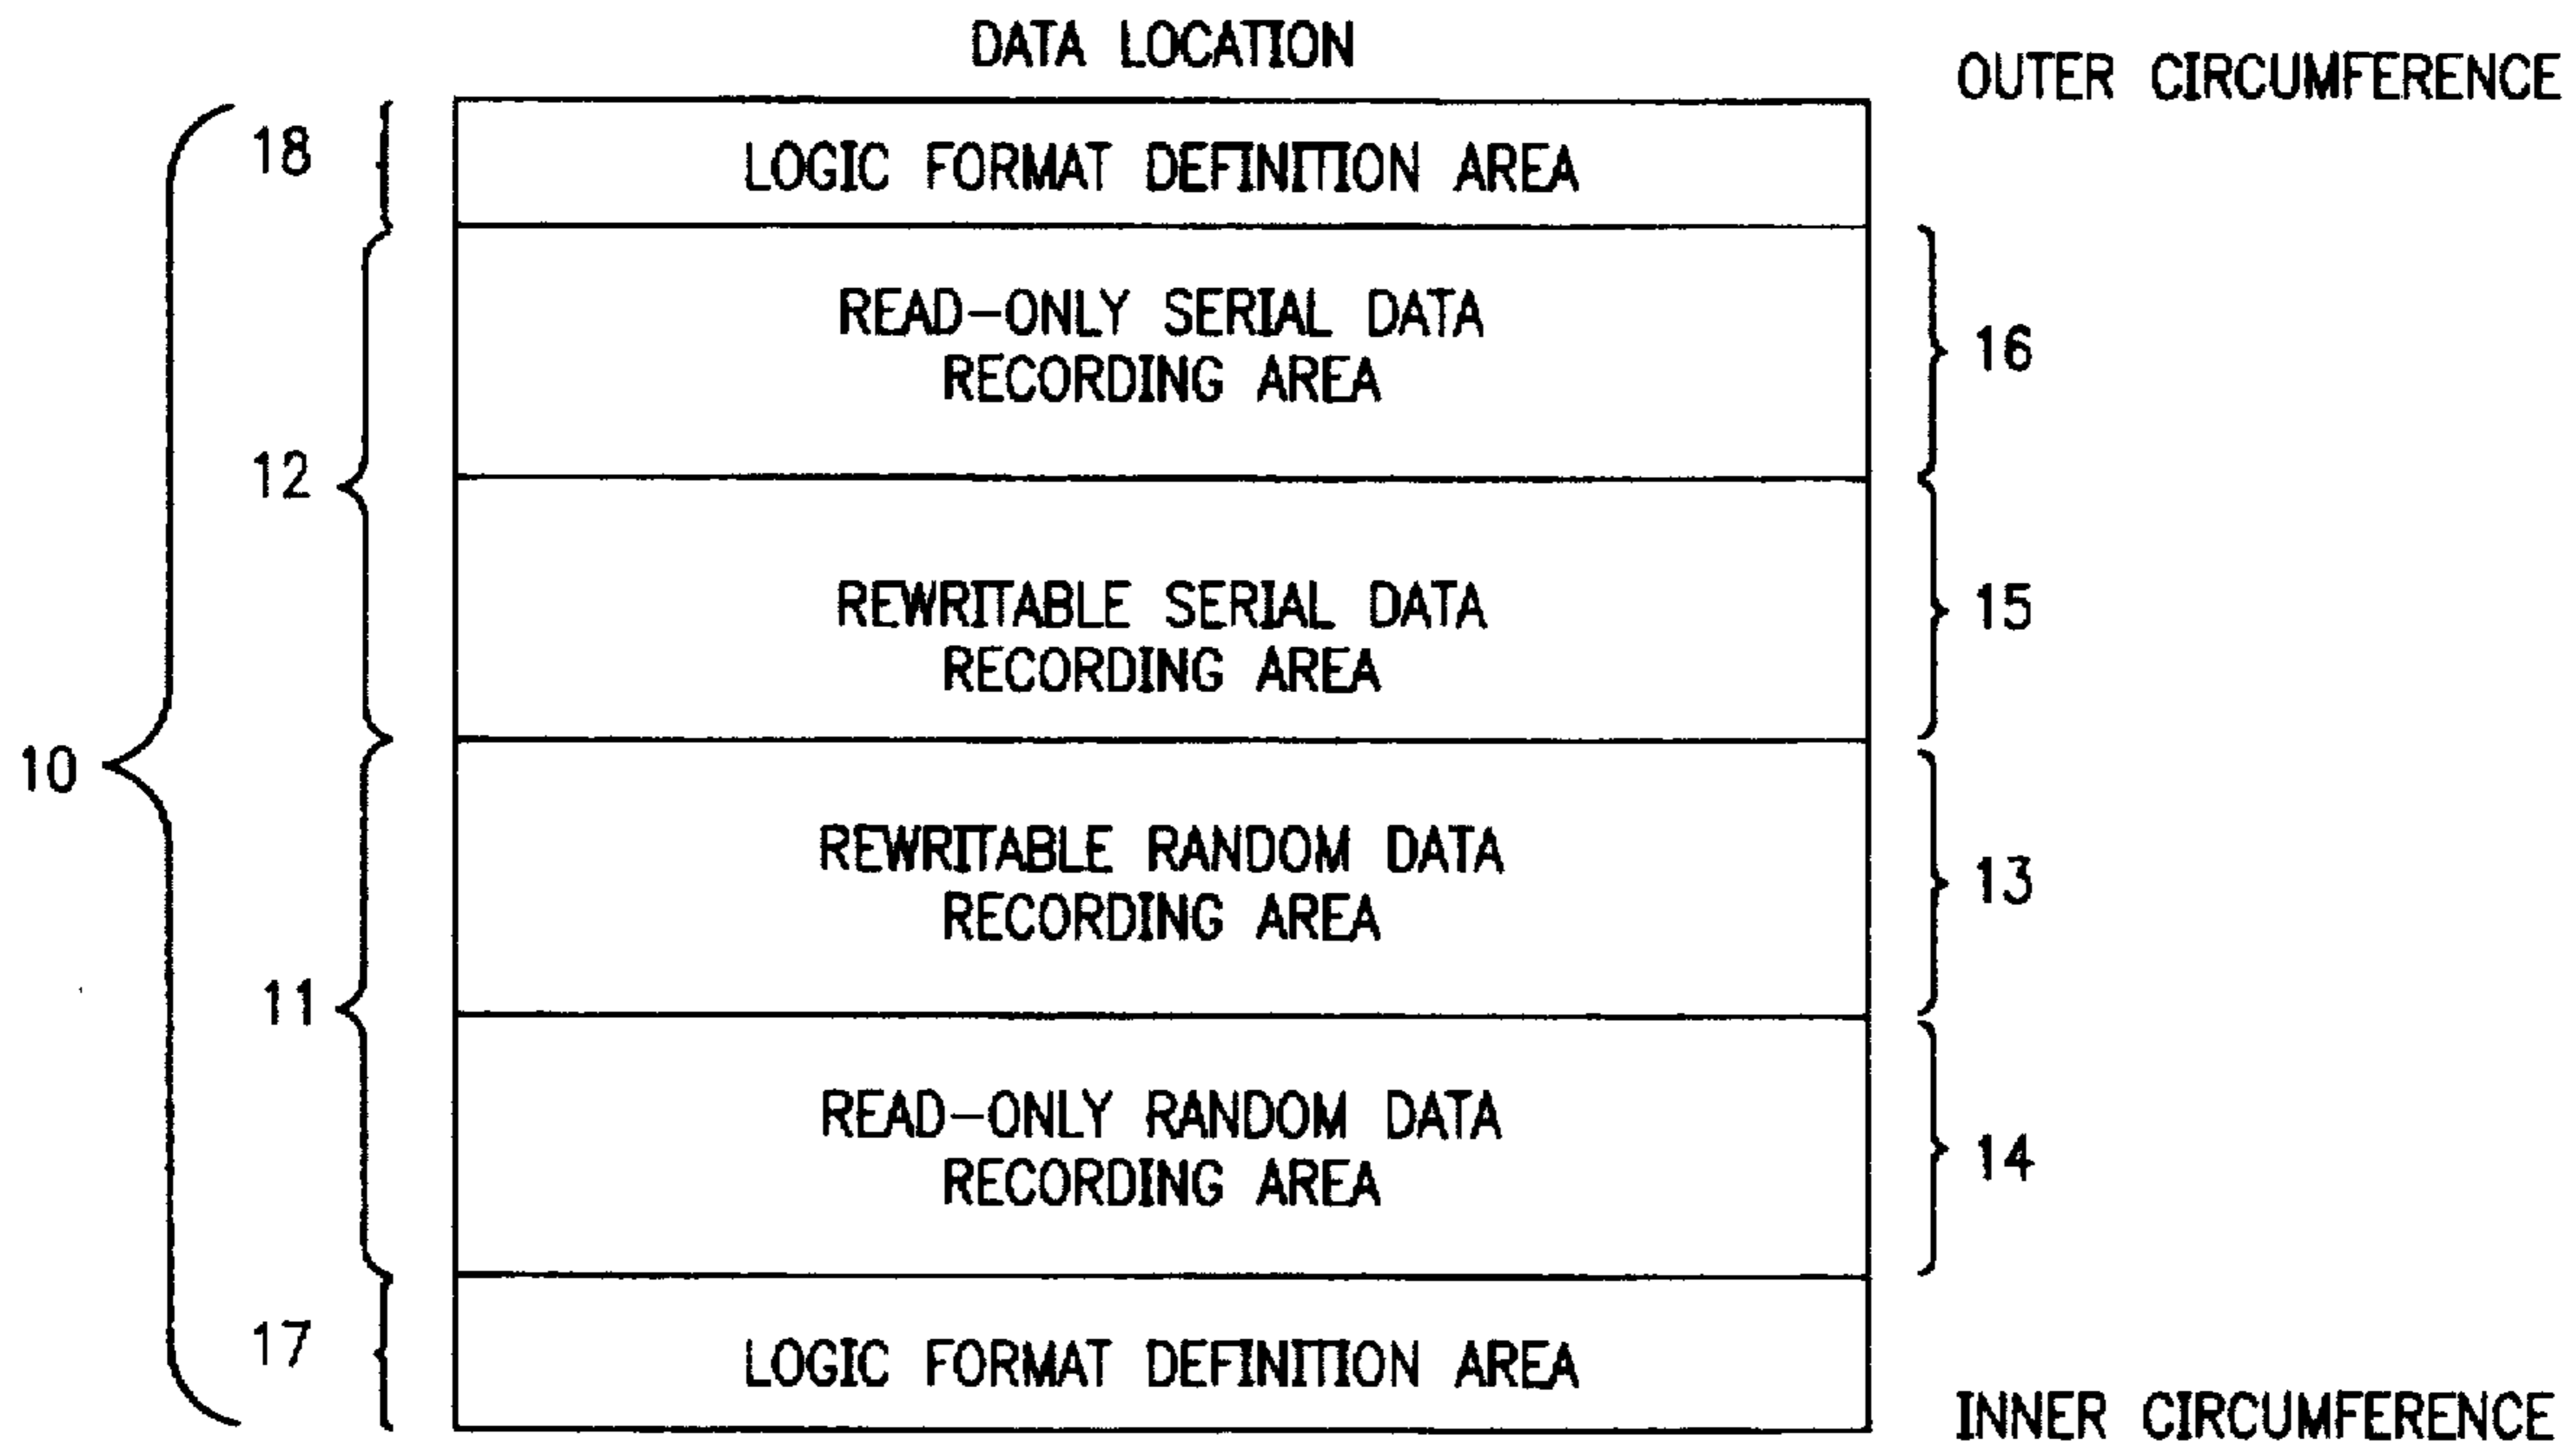 DATA LOCATION
OUTER CIRCUMFERENCE
18
LOGIC FORMAT DEFINITION AREA
READ-ONLY SERIAL DATA
RECORDING AREA
16
12
REWRITABLE SERIAL DATA
RECORDING AREA
15
10
REWRITABLE RANDOM DATA
RECORDING AREA
13
11
READ-ONLY RANDOM DATA
RECORDING AREA
14
17
LOGIC FORMAT DEFINITION AREA
INNER CIRCUMFERENCE